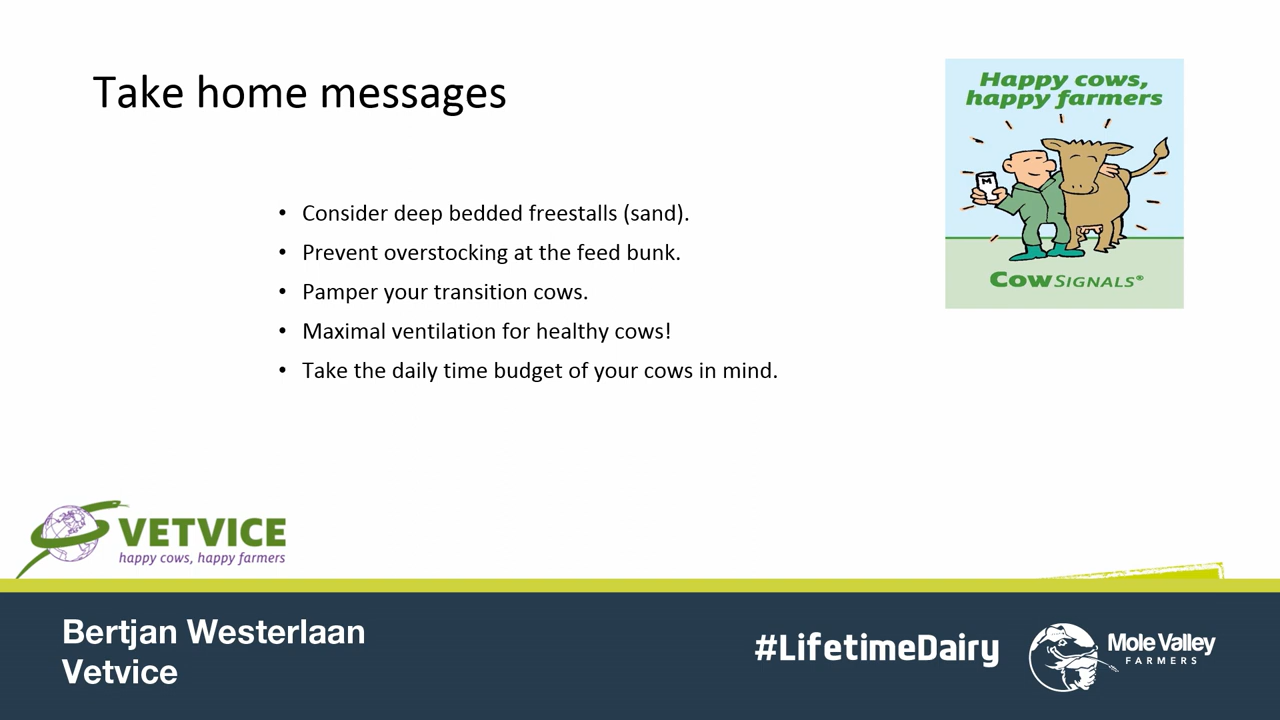 Take home messages
Happy cows,
happy farmers
• Consider deep bedded freestalls (sand).
• Prevent overstocking at the feed bunk.
• Pamper your transition cows.
• Maximal ventilation for healthy cows!
• Take the daily time budget of your cows in mind.
M
CowSIGNALS®
VETVICE
happy cows, happy farmers
Bertjan Westerlaan
Vetvice
#LifetimeDairy
Mole Valley
FARMERS